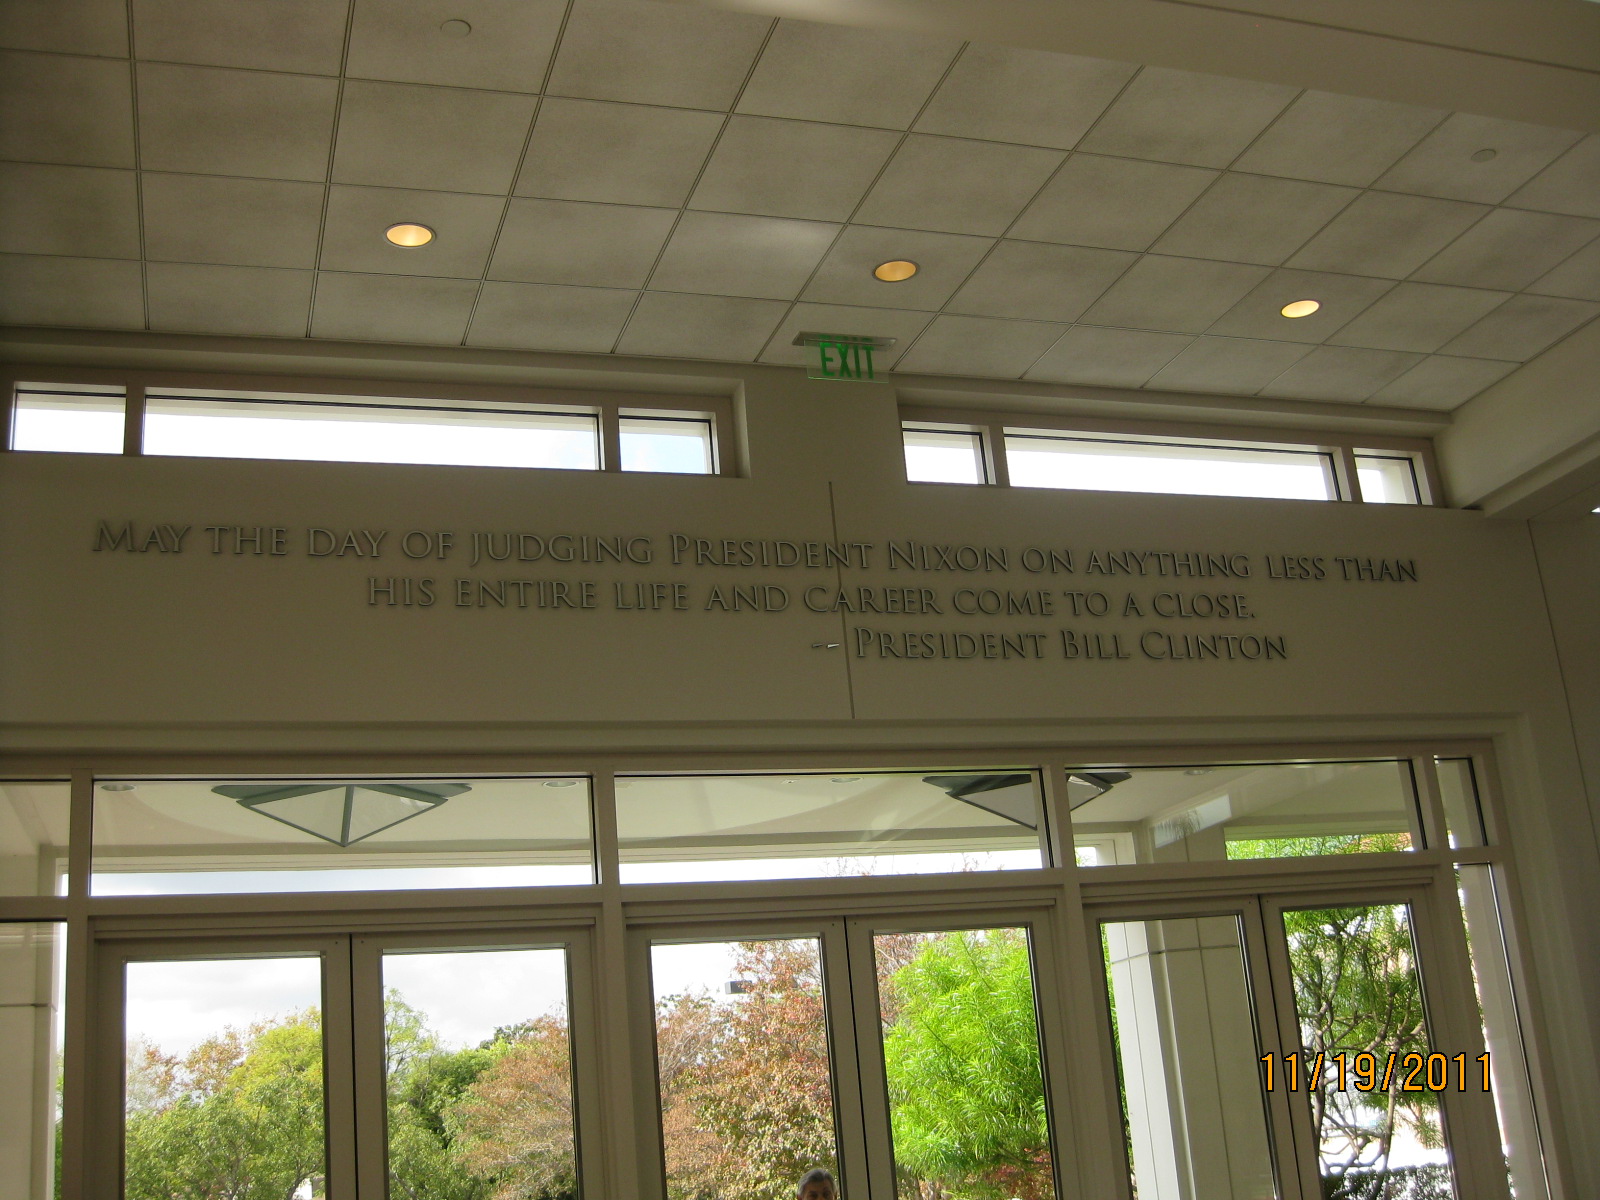 EXIT
MAY THE DAY OF JUDGING PRESIDENT NIXON ON ANYTHING LESS THAN
HIS ENTIRE LIFE AND CAREER COME TO A CLOSE.
- PRESIDENT BILL CLINTON
11/19/2011